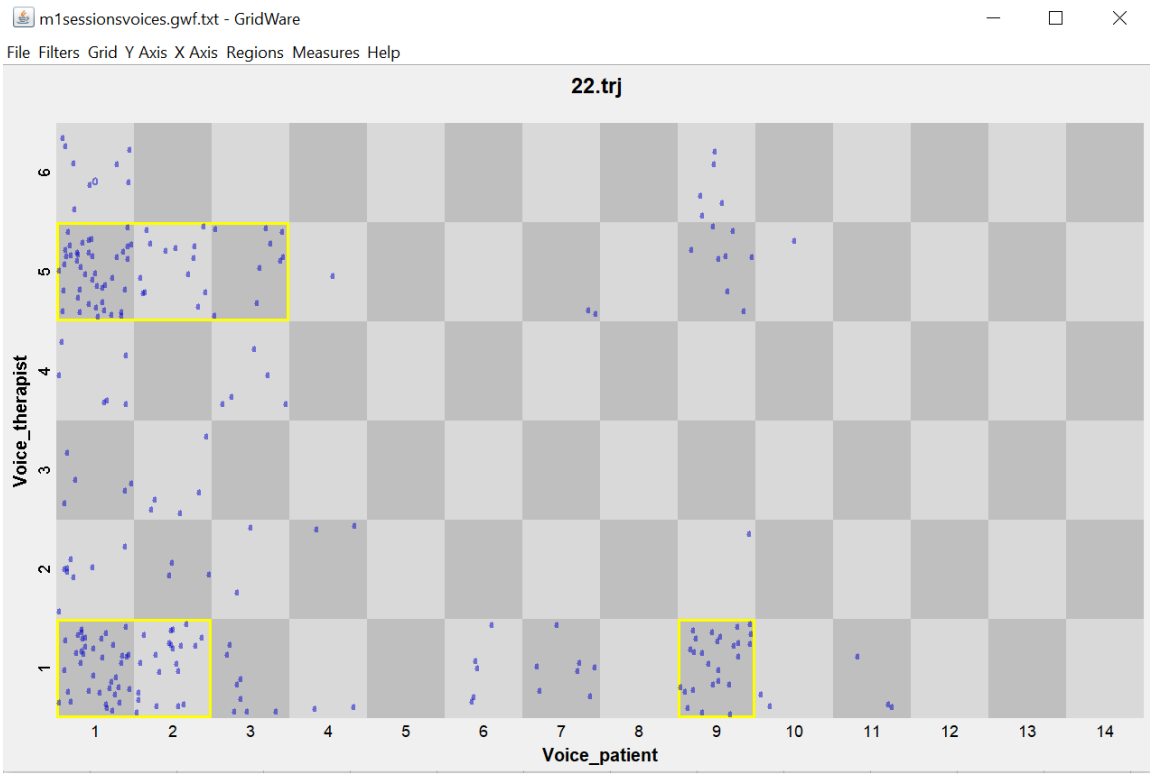 m1sessionsvoices.gwf.txt - GridWare
File Filters Grid Y Axis X Axis Regions Measures Help
22.trj
6
5
4
3
2
1
Voice_therapist
1 2 3 4 5 6 7 8 9 10 11 12 13 14
Voice_patient